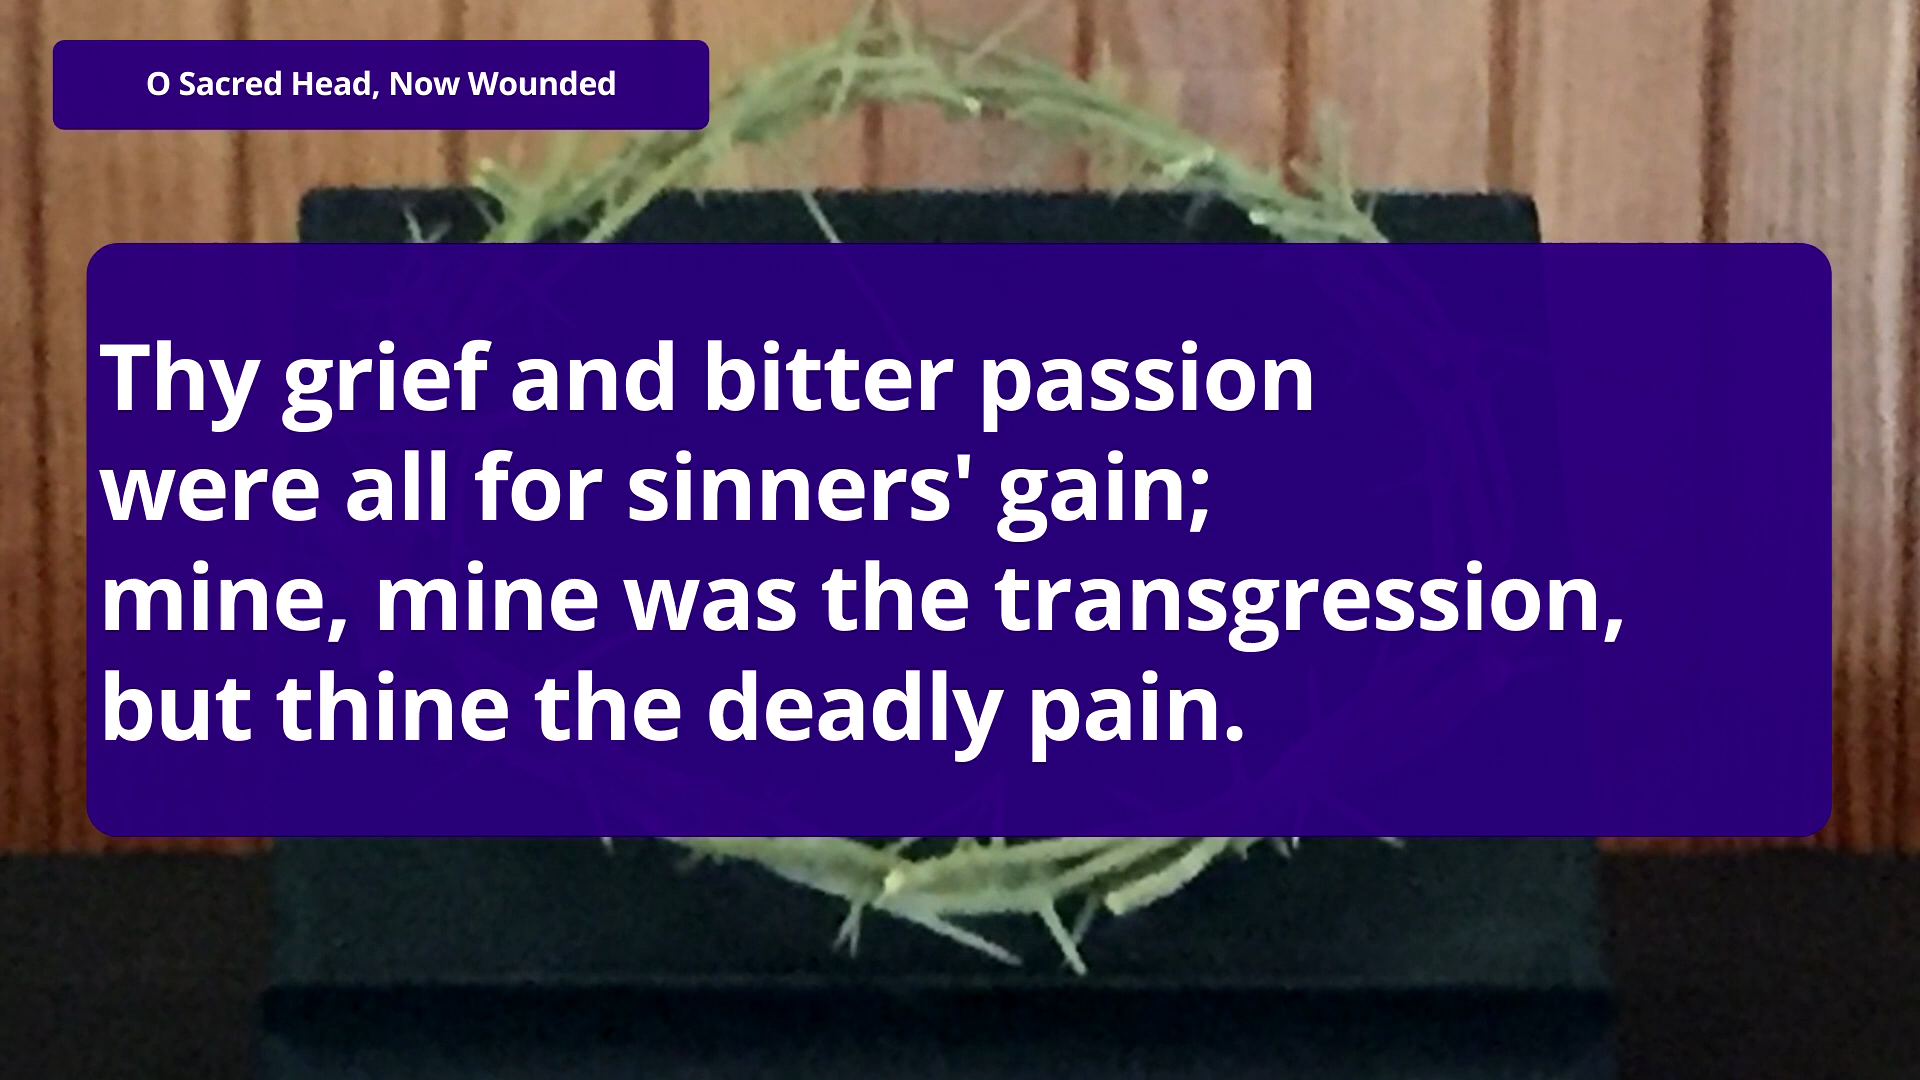 O Sacred Head, Now Wounded
Thy grief and bitter passion
were all for sinners' gain;
mine, mine was the transgression,
but thine the deadly pain.